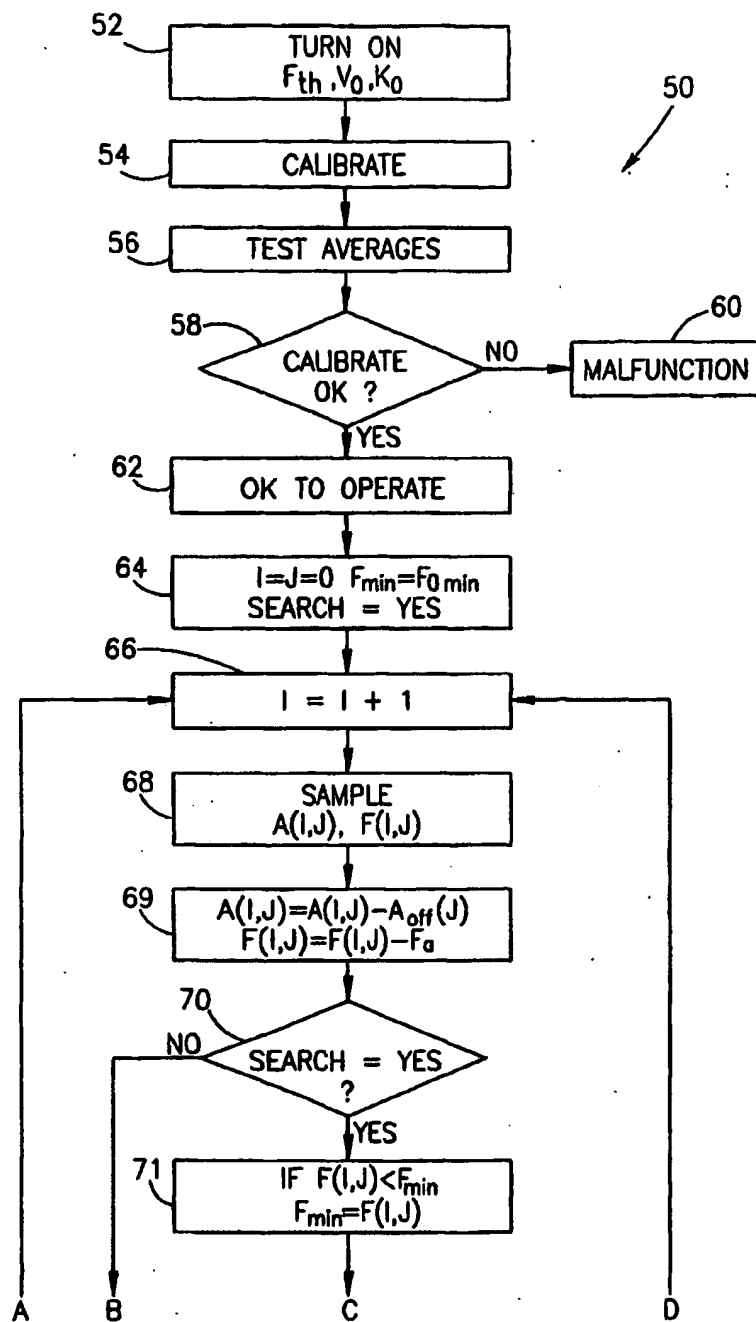 52
TURN ON
Fth, V0, K0
50
54
CALIBRATE
56
TEST AVERAGES
58
CALIBRATE
OK ?
NO
60
MALFUNCTION
YES
62
OK TO OPERATE
64
I=J=0 Fmin=F0 min
SEARCH = YES
66
I = I + 1
68
SAMPLE
A(I,J), F(I,J)
69
A(I,J)=A(I,J)-Aoff(J)
F(I,J)=F(I,J)-Fa
70
NO
SEARCH = YES
?
YES
71
IF F(I,J)<Fmin
Fmin=F(I,J)
A B C D